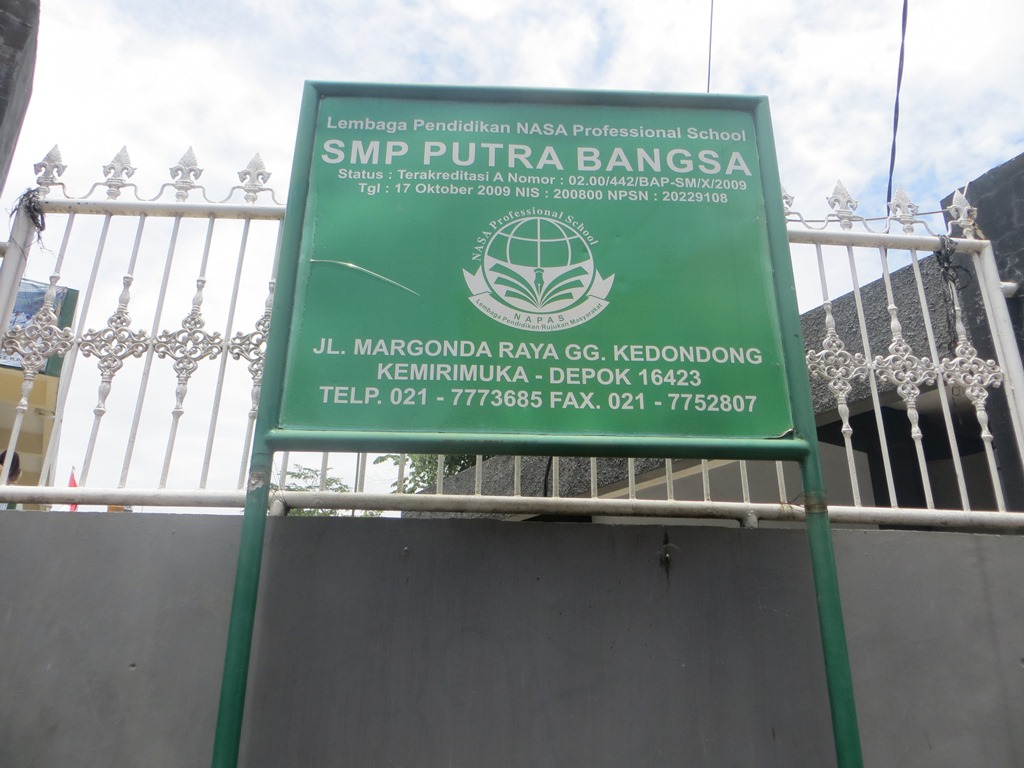 Lembaga Pendidikan NASA Professional School
SMP PUTRA BANGSA
Status : Terakreditasi A Nomor : 02.00/442/BAP-SM/X/2009
Tgl : 17 Oktober 2009 NIS : 200800 NPSN : 20229108
NASA Professional School
NAPAS
Lembaga Pendidikan Rujukan Masyarakat
JL. MARGONDA RAYA GG. KEDONDONG
KEMIRIMUKA - DEPOK 16423
TELP. 021 - 7773685 FAX. 021 - 7752807